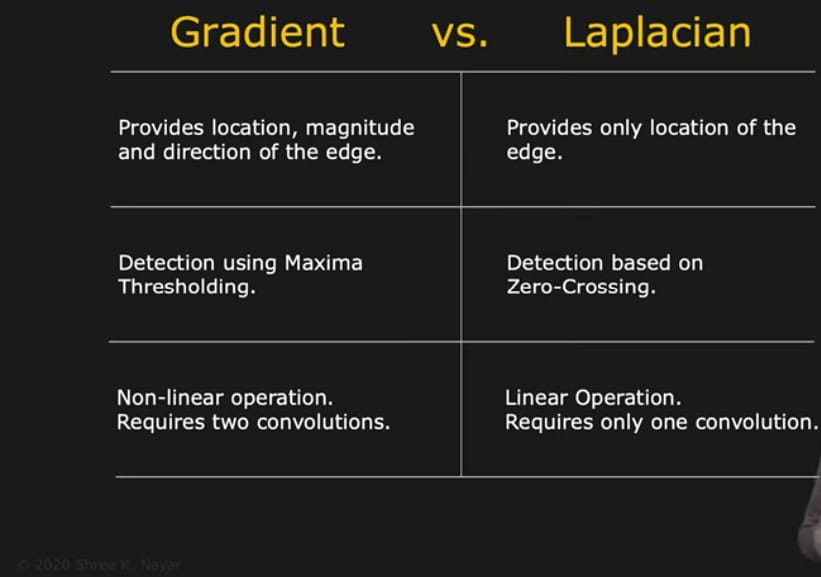 Gradient vs. Laplacian
Provides location, magnitude
and direction of the edge.
Provides only location of the
edge.
Detection using Maxima
Thresholding.
Detection based on
Zero-Crossing.
Non-linear operation.
Requires two convolutions.
Linear Operation.
Requires only one convolution.
© 2020 Shree K. Nayar